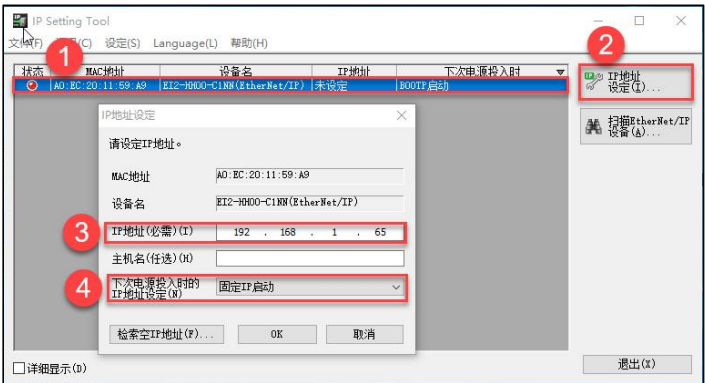 IP Setting Tool
文件(F)
(C)
设定(S)
Language(L)
帮助(H)
1
2
状态
MAC地址
设备名
IP地址
下次电源投入时
A0:EC:20:11:59:A9
EI2-HH00-C1NN(EtherNet/IP)
未设定
BOOTP启动
IP地址
设定(I)...
扫描EtherNet/IP
设备(A)...
IP地址设定
请设定IP地址。
MAC地址
A0:EC:20:11:59:A9
设备名
EI2-HH00-C1NN(EtherNet/IP)
3
IP地址(必需)(I)
192 . 168 . 1 . 65
主机名(任选)(H)
4
下次电源投入时的
IP地址设定(N)
固定IP启动
检索空IP地址(F)...
OK
取消
详细显示(D)
退出(X)